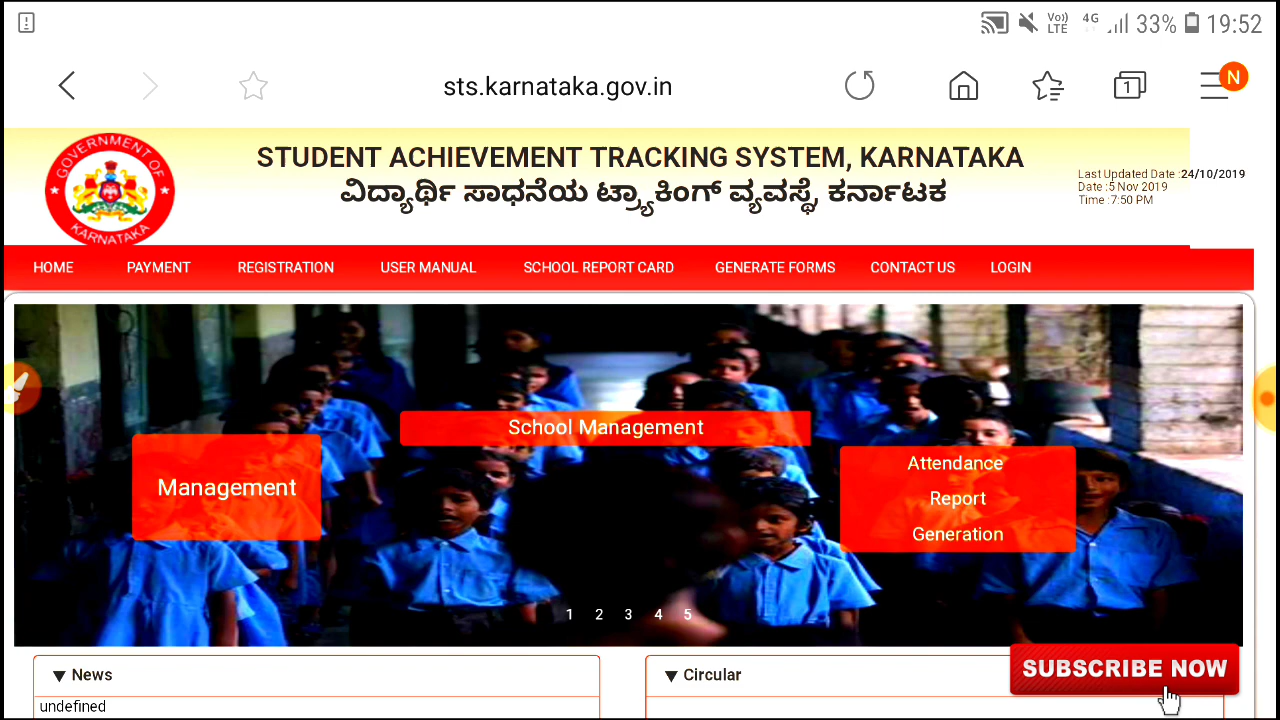 Vo))
LTE
4G
33%
19:52
sts.karnataka.gov.in
1
N
GOVERNMENT OF
KARNATAKA
STUDENT ACHIEVEMENT TRACKING SYSTEM, KARNATAKA
ವಿದ್ಯಾರ್ಥಿ ಸಾಧನೆಯ ಟ್ರ್ಯಾಕಿಂಗ್ ವ್ಯವಸ್ಥೆ, ಕರ್ನಾಟಕ
Last Updated Date :24/10/2019
Date :5 Nov 2019
Time :7:50 PM
HOME PAYMENT REGISTRATION USER MANUAL SCHOOL REPORT CARD GENERATE FORMS CONTACT US LOGIN
School Management
Management
Attendance
Report
Generation
1 2 3 4 5
▼ News
undefined
▼ Circular
SUBSCRIBE NOW